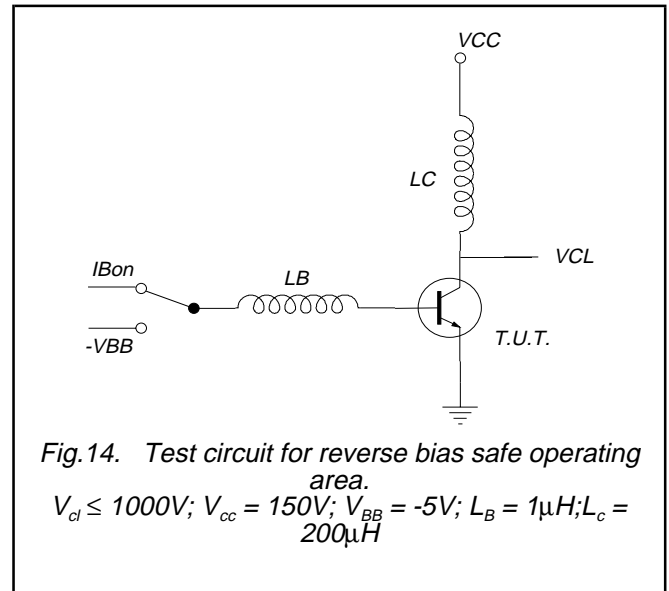 VCC
LC
VCL
IBon
LB
-VBB
T.U.T.
Fig.14. Test circuit for reverse bias safe operating
area.
Vcl ≤ 1000V; Vcc = 150V; VBB = -5V; LB = 1µH;Lc =
200µH